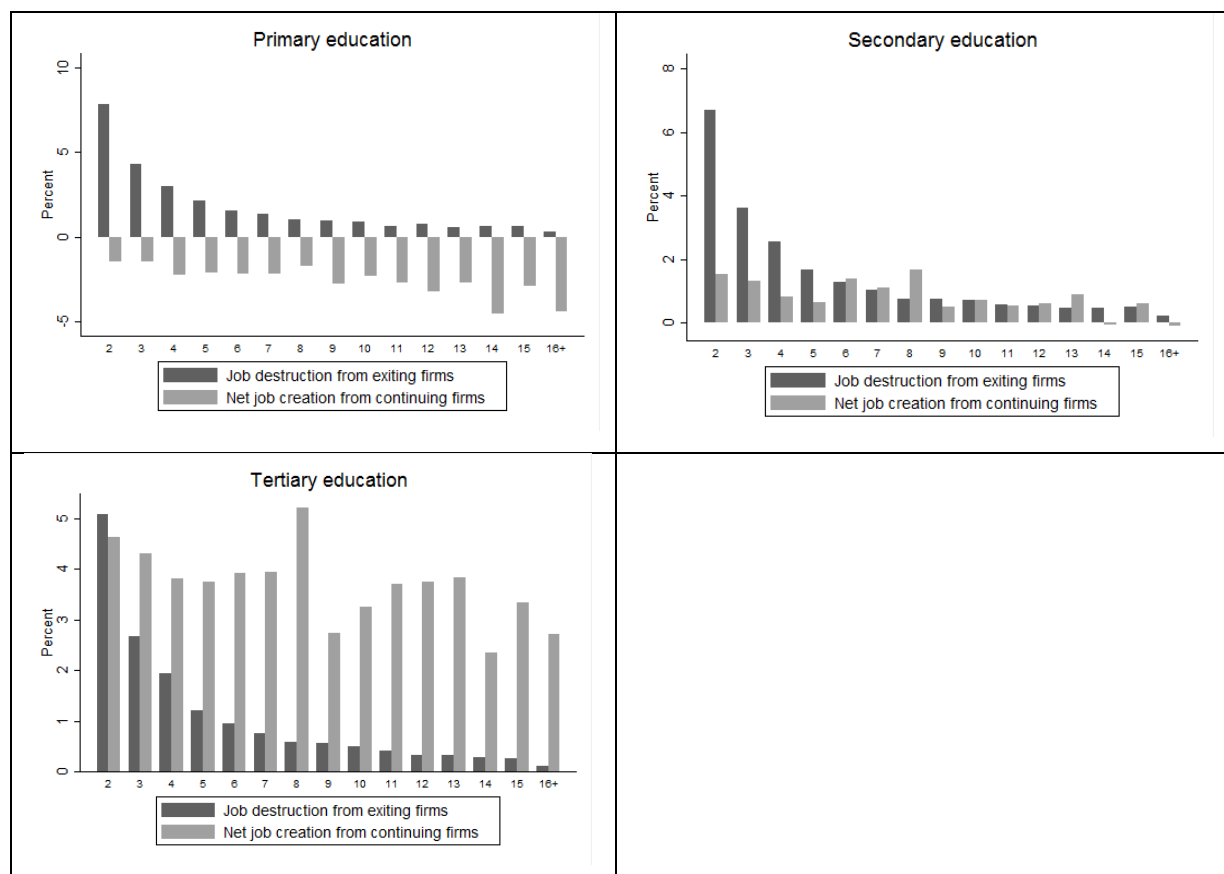 Primary education
10
5
0
-5
Percent
2 3 4 5 6 7 8 9 10 11 12 13 14 15 16+
Job destruction from exiting firms
Net job creation from continuing firms
Secondary education
8
6
4
2
0
Percent
2 3 4 5 6 7 8 9 10 11 12 13 14 15 16+
Job destruction from exiting firms
Net job creation from continuing firms
Tertiary education
5
4
3
2
1
0
Percent
2 3 4 5 6 7 8 9 10 11 12 13 14 15 16+
Job destruction from exiting firms
Net job creation from continuing firms